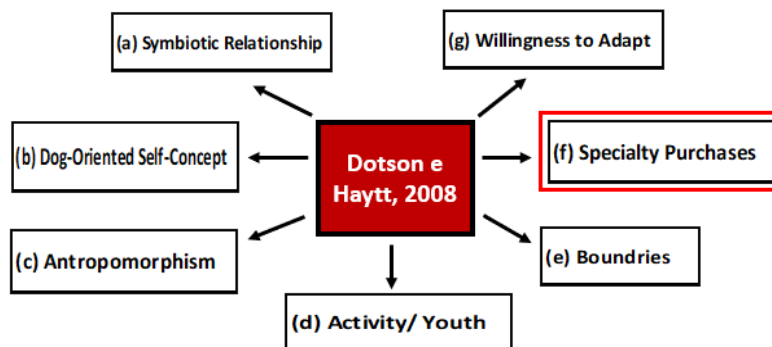 (a) Symbiotic Relationship
(g) Willingness to Adapt
(b) Dog-Oriented Self-Concept
Dotson e
Haytt, 2008
(f) Specialty Purchases
(c) Antropomorphism
(e) Boundries
(d) Activity/ Youth